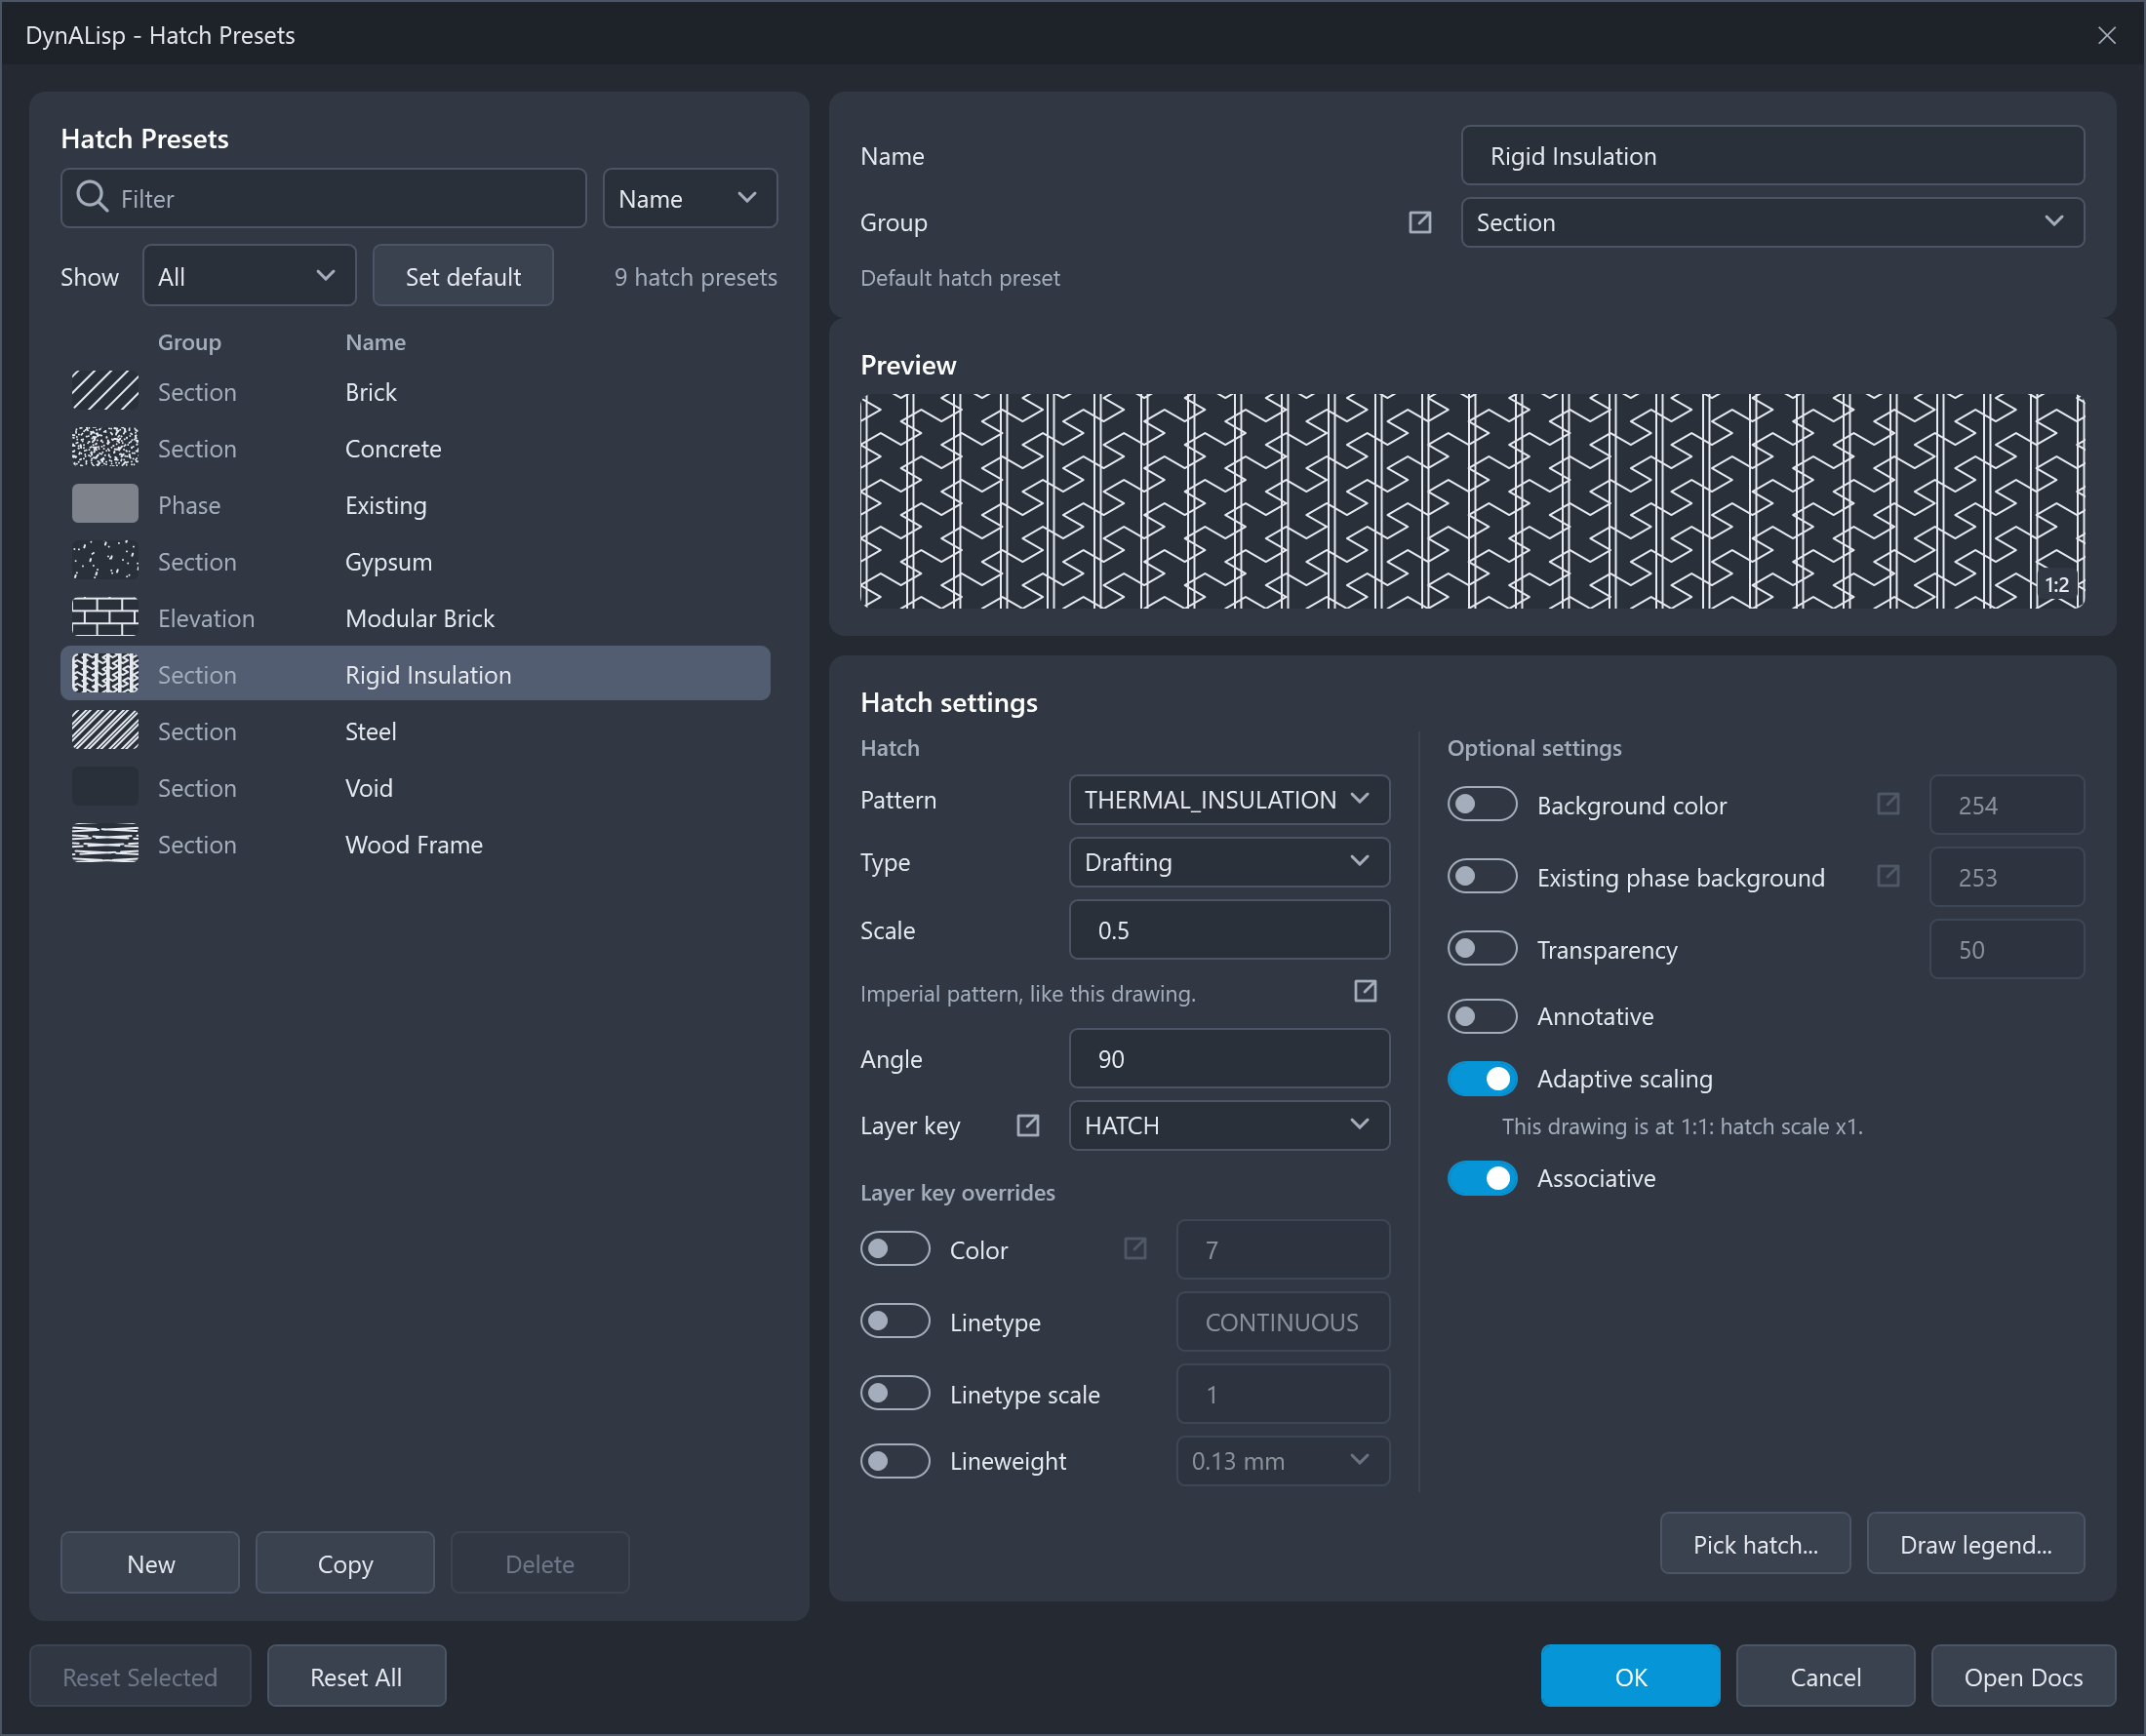 DynALisp - Hatch Presets
Hatch Presets
Filter
Name
Show
All
Set default
9 hatch presets
Group Name
Section Brick
Section Concrete
Phase Existing
Section Gypsum
Elevation Modular Brick
Section Rigid Insulation
Section Steel
Section Void
Section Wood Frame
New
Copy
Delete
Name
Rigid Insulation
Group
Section
Default hatch preset
Preview
1:2
Hatch settings
Hatch
Pattern
THERMAL_INSULATION
Type
Drafting
Scale
0.5
Imperial pattern, like this drawing.
Angle
90
Layer key
HATCH
Layer key overrides
Color
7
Linetype
CONTINUOUS
Linetype scale
1
Lineweight
0.13 mm
Optional settings
Background color
254
Existing phase background
253
Transparency
50
Annotative
Adaptive scaling
This drawing is at 1:1: hatch scale x1.
Associative
Pick hatch...
Draw legend...
Reset Selected
Reset All
OK
Cancel
Open Docs